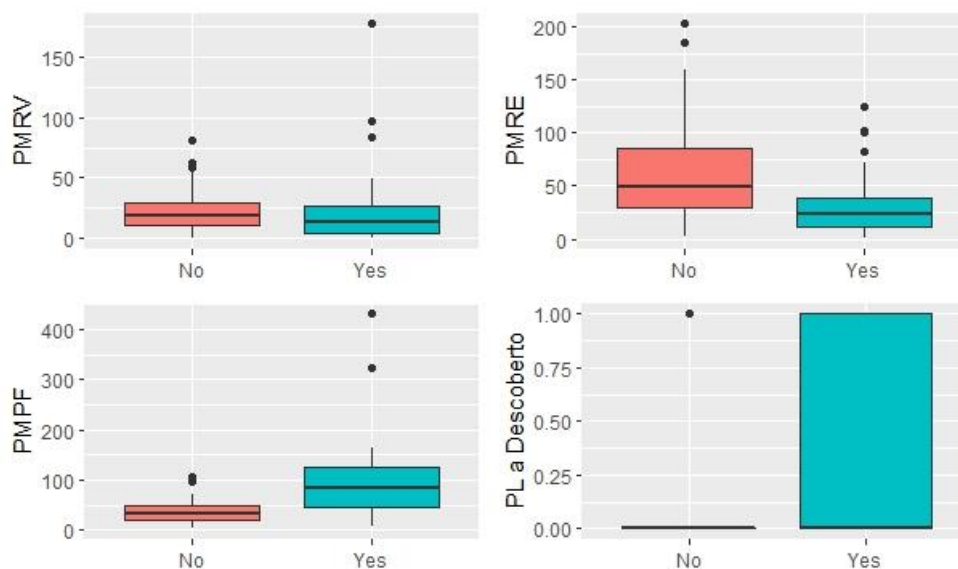 PMRV
150
100
50
0
No Yes
PMRE
200
150
100
50
0
No Yes
PMPF
400
300
200
100
0
No Yes
PL a Descoberto
1.00
0.75
0.50
0.25
0.00
No Yes